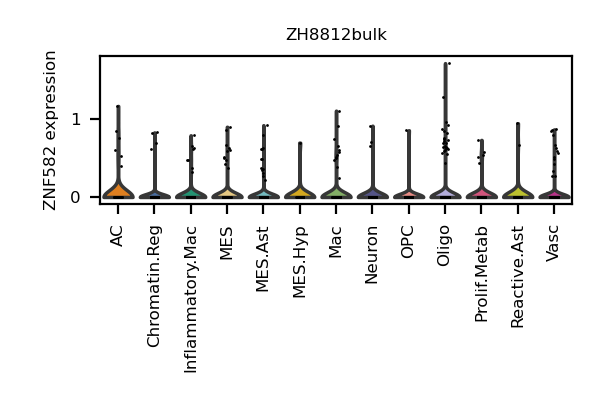 ZH8812bulk
ZNF582 expression
1
0
AC
Chromatin.Reg
Inflammatory.Mac
MES
MES.Ast
MES.Hyp
Mac
Neuron
OPC
Oligo
Prolif.Metab
Reactive.Ast
Vasc